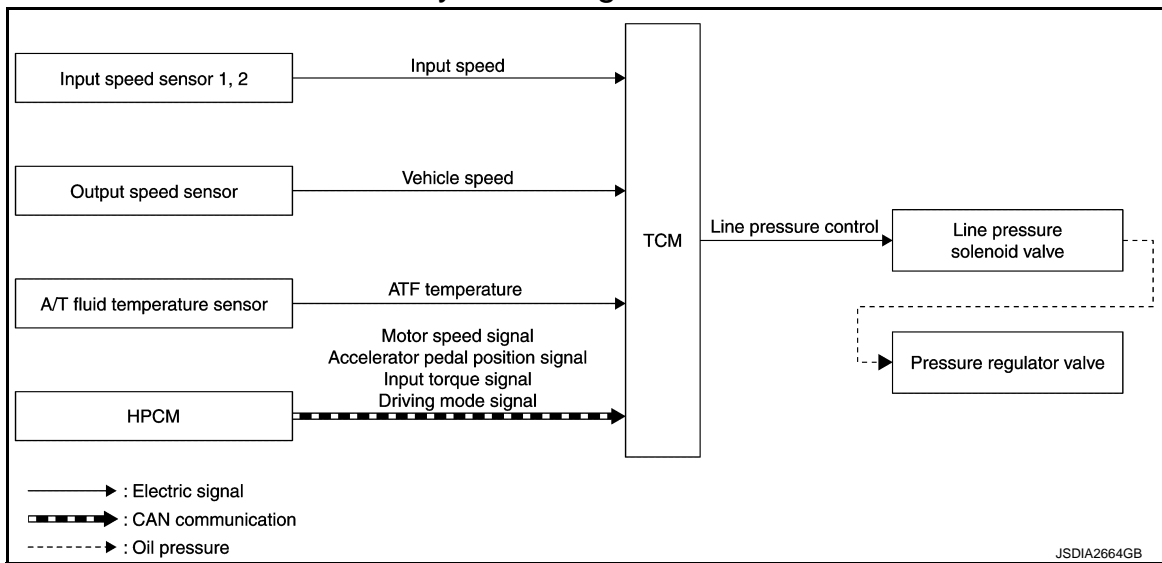 Input speed sensor 1, 2
Input speed
Output speed sensor
Vehicle speed
A/T fluid temperature sensor
ATF temperature
HPCM
Motor speed signal
Accelerator pedal position signal
Input torque signal
Driving mode signal
TCM
Line pressure control
Line pressure
solenoid valve
Pressure regulator valve
: Electric signal
: CAN communication
: Oil pressure
JSDIA2664GB